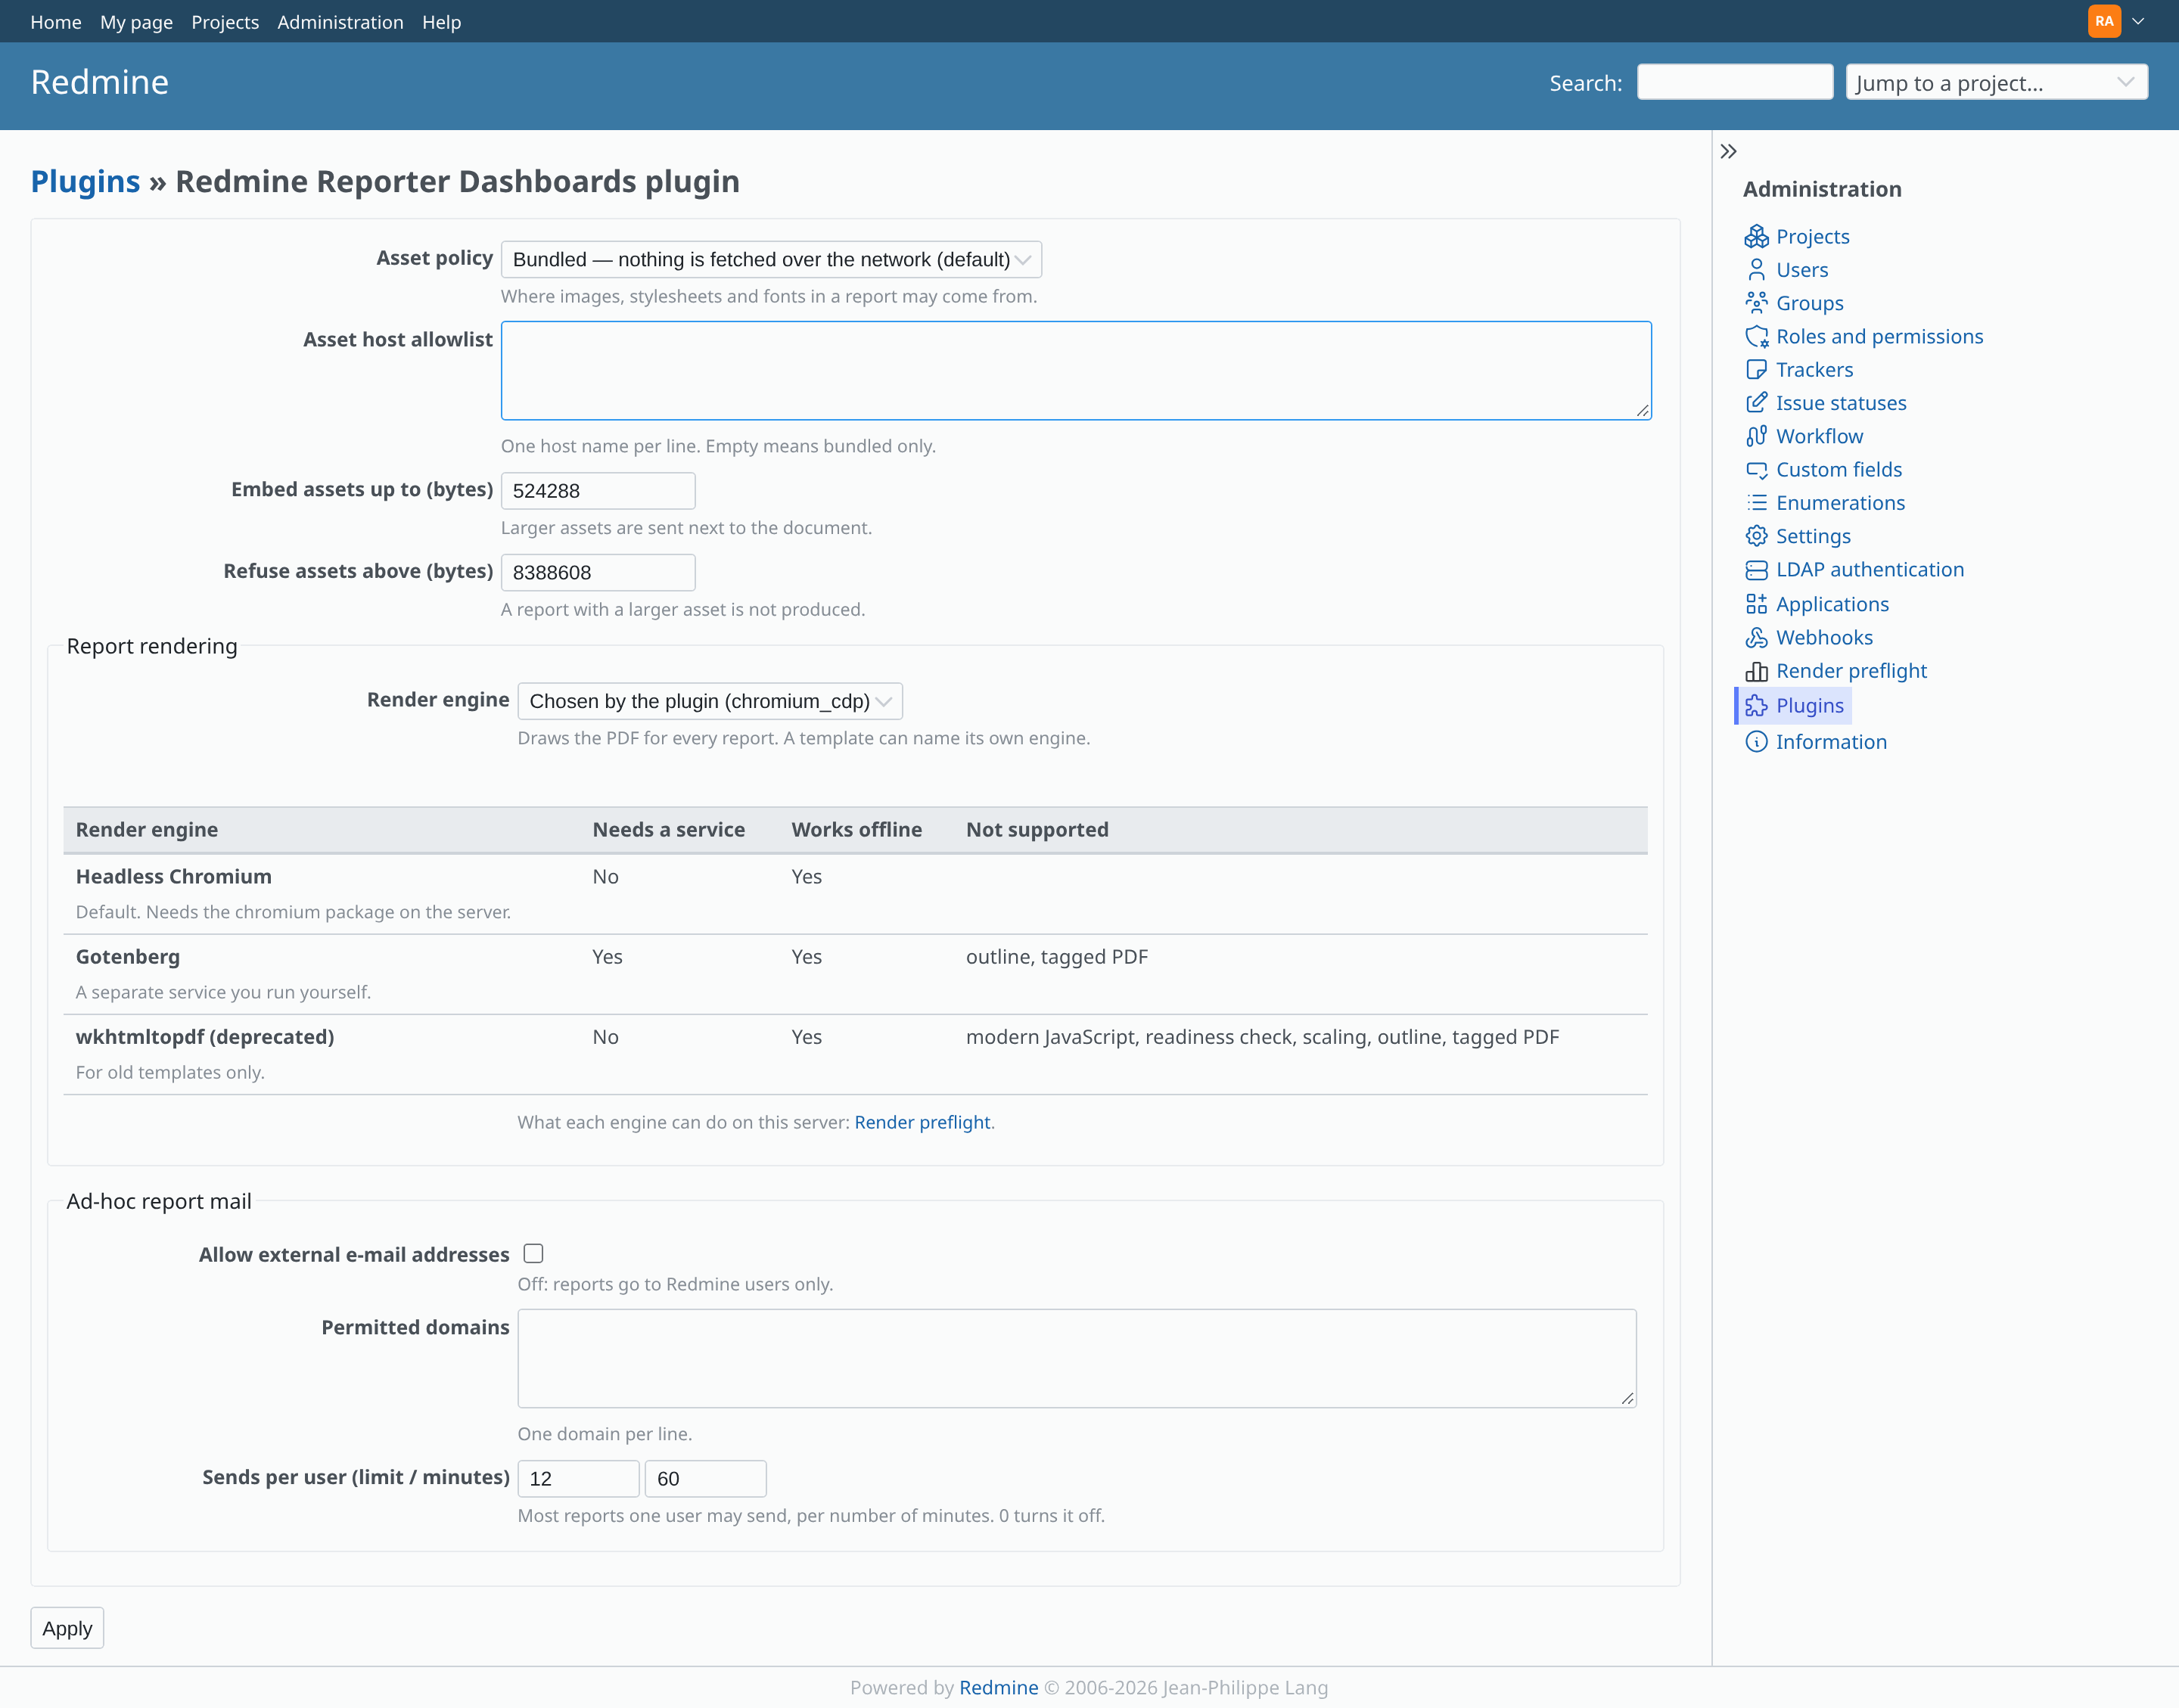 Home My page Projects Administration Help RA
Redmine
Search: Jump to a project...
Plugins » Redmine Reporter Dashboards plugin
Asset policy Bundled — nothing is fetched over the network (default)
Where images, stylesheets and fonts in a report may come from.
Asset host allowlist
One host name per line. Empty means bundled only.
Embed assets up to (bytes) 524288
Larger assets are sent next to the document.
Refuse assets above (bytes) 8388608
A report with a larger asset is not produced.
Report rendering
Render engine Chosen by the plugin (chromium_cdp)
Draws the PDF for every report. A template can name its own engine.
Render engine Needs a service Works offline Not supported
Headless Chromium No Yes
Default. Needs the chromium package on the server.
Gotenberg Yes Yes outline, tagged PDF
A separate service you run yourself.
wkhtmltopdf (deprecated) No Yes modern JavaScript, readiness check, scaling, outline, tagged PDF
For old templates only.
What each engine can do on this server: Render preflight.
Ad-hoc report mail
Allow external e-mail addresses
Off: reports go to Redmine users only.
Permitted domains
One domain per line.
Sends per user (limit / minutes) 12 60
Most reports one user may send, per number of minutes. 0 turns it off.
Apply
Administration
Projects
Users
Groups
Roles and permissions
Trackers
Issue statuses
Workflow
Custom fields
Enumerations
Settings
LDAP authentication
Applications
Webhooks
Render preflight
Plugins
Information
Powered by Redmine © 2006-2026 Jean-Philippe Lang